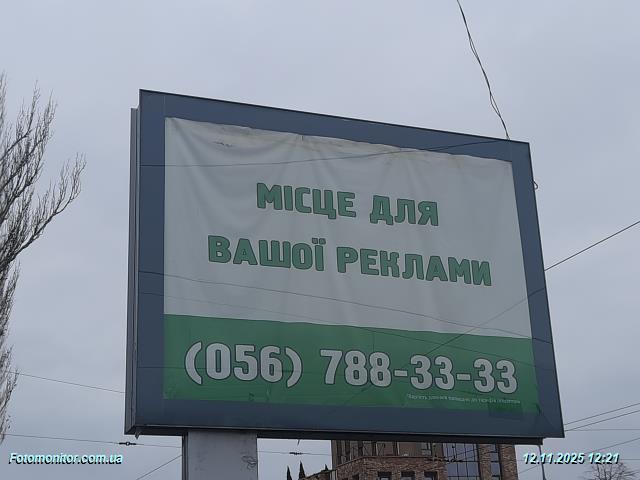 МІСЦЕ ДЛЯ
ВАШОЇ РЕКЛАМИ
(056) 788-33-33
Fotomonitor.com.ua
12.11.2025 12:21